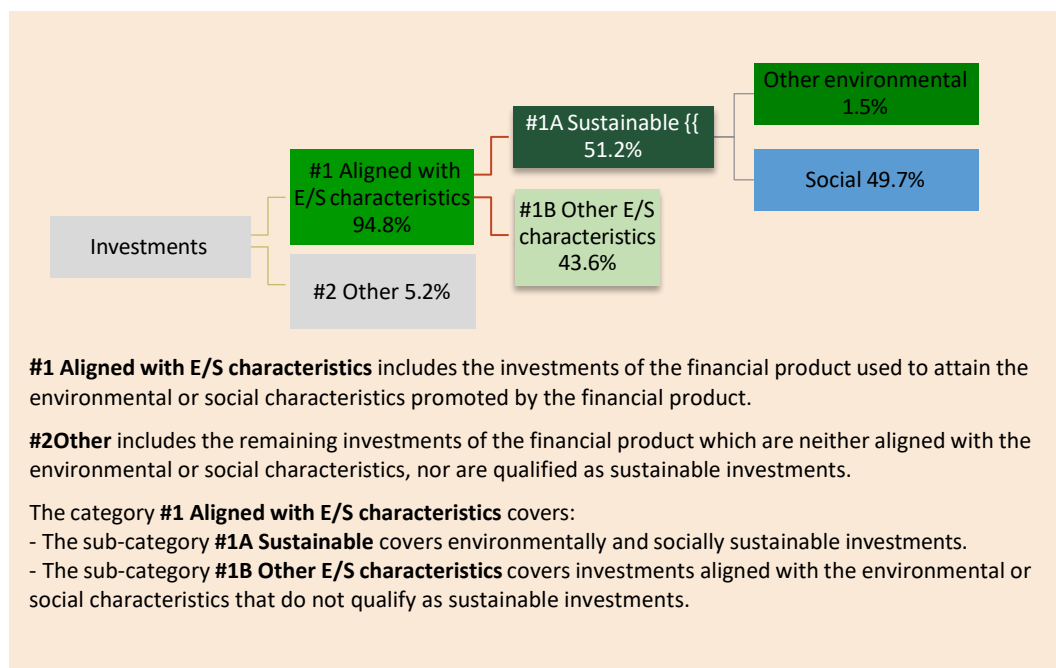 Investments
#1 Aligned with
E/S characteristics
94.8%
#2 Other 5.2%
#1A Sustainable {{
51.2%
#1B Other E/S
characteristics
43.6%
Other environmental
1.5%
Social 49.7%
#1 Aligned with E/S characteristics includes the investments of the financial product used to attain the
environmental or social characteristics promoted by the financial product.
#2Other includes the remaining investments of the financial product which are neither aligned with the
environmental or social characteristics, nor are qualified as sustainable investments.
The category #1 Aligned with E/S characteristics covers:
- The sub-category #1A Sustainable covers environmentally and socially sustainable investments.
- The sub-category #1B Other E/S characteristics covers investments aligned with the environmental or
social characteristics that do not qualify as sustainable investments.